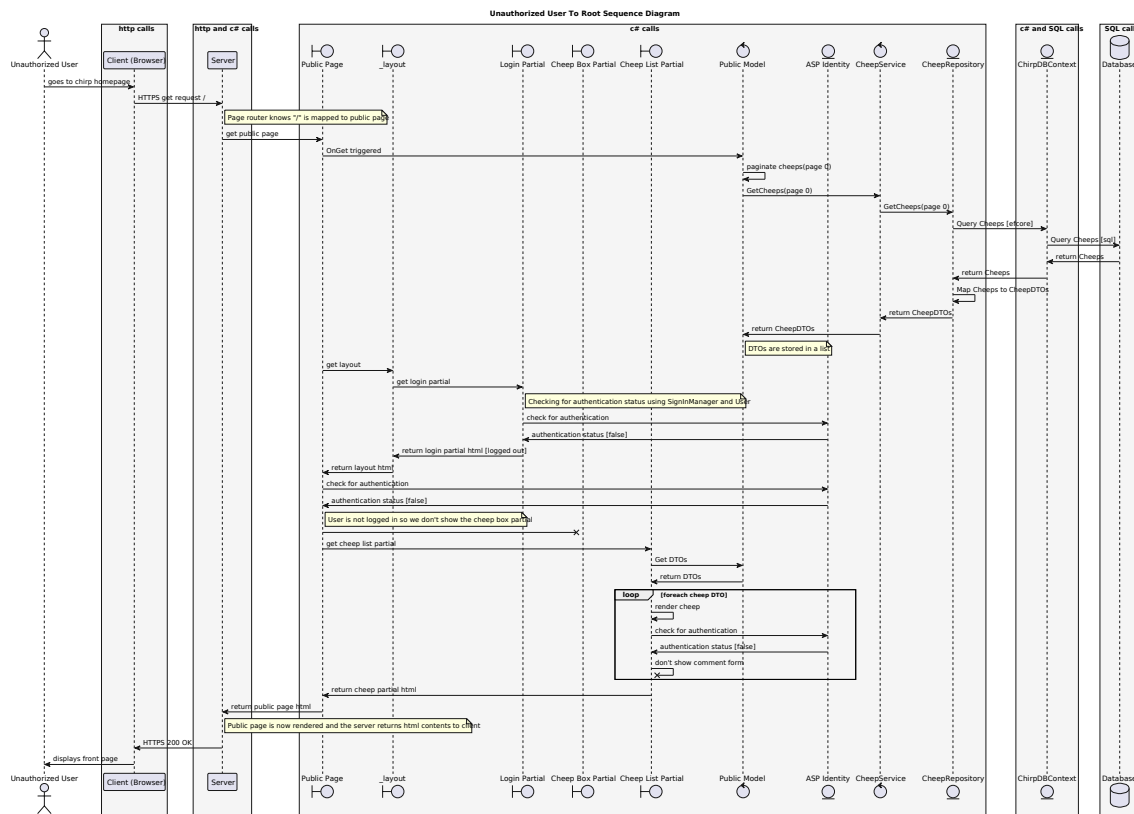 Unauthorized User To Root Sequence Diagram
http calls
http and c# calls
c# calls
c# and SQL calls
SQL call
Unauthorized User
Client (Browser)
Server
Public Page
_layout
Login Partial
Cheep Box Partial
Cheep List Partial
Public Model
ASP Identity
CheepService
CheepRepository
ChirpDBContext
Database
goes to chirp homepage
HTTPS get request /
Page router knows "/" is mapped to public page
get public page
OnGet triggered
paginate cheeps(page 0)
GetCheeps(page 0)
GetCheeps(page 0)
Query Cheeps [efcore]
Query Cheeps [sql]
return Cheeps
return Cheeps
Map Cheeps to CheepDTOs
return CheepDTOs
return CheepDTOs
DTOs are stored in a list
get layout
get login partial
Checking for authentication status using SignInManager and User
check for authentication
authentication status [false]
return login partial html [logged out]
return layout html
check for authentication
authentication status [false]
User is not logged in so we don't show the cheep box partial
get cheep list partial
Get DTOs
return DTOs
loop
[foreach cheep DTO]
render cheep
check for authentication
authentication status [false]
don't show comment form
return cheep partial html
return public page html
Public page is now rendered and the server returns html contents to client
HTTPS 200 OK
displays front page
Unauthorized User
Client (Browser)
Server
Public Page
_layout
Login Partial
Cheep Box Partial
Cheep List Partial
Public Model
ASP Identity
CheepService
CheepRepository
ChirpDBContext
Database